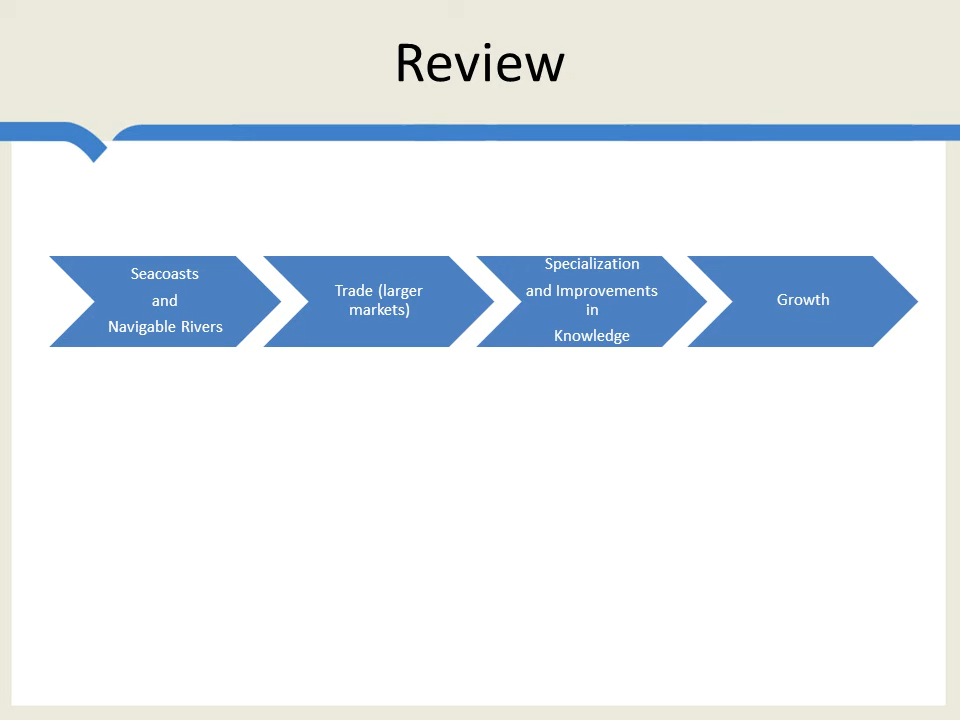 Review
Seacoasts
and
Navigable Rivers
Trade (larger
markets)
Specialization
and Improvements
in
Knowledge
Growth